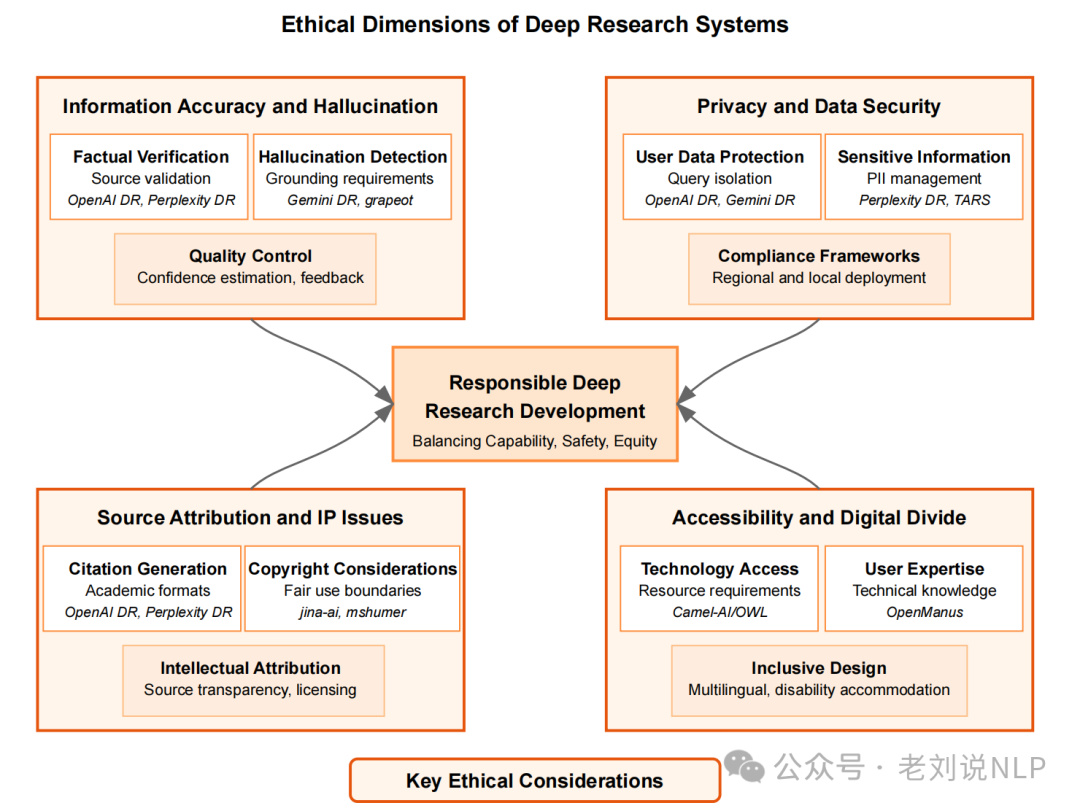 Ethical Dimensions of Deep Research Systems
Information Accuracy and Hallucination
Factual Verification
Source validation
OpenAI DR, Perplexity DR
Hallucination Detection
Grounding requirements
Gemini DR, grapeot
Quality Control
Confidence estimation, feedback
Privacy and Data Security
User Data Protection
Query isolation
OpenAI DR, Gemini DR
Sensitive Information
PII management
Perplexity DR, TARS
Compliance Frameworks
Regional and local deployment
Responsible Deep
Research Development
Balancing Capability, Safety, Equity
Source Attribution and IP Issues
Citation Generation
Academic formats
OpenAI DR, Perplexity DR
Copyright Considerations
Fair use boundaries
jina-ai, mshumer
Intellectual Attribution
Source transparency, licensing
Accessibility and Digital Divide
Technology Access
Resource requirements
Camel-AI/OWL
User Expertise
Technical knowledge
OpenManus
Inclusive Design
Multilingual, disability accommodation
Key Ethical Considerations
公众号 · 老刘说NLP